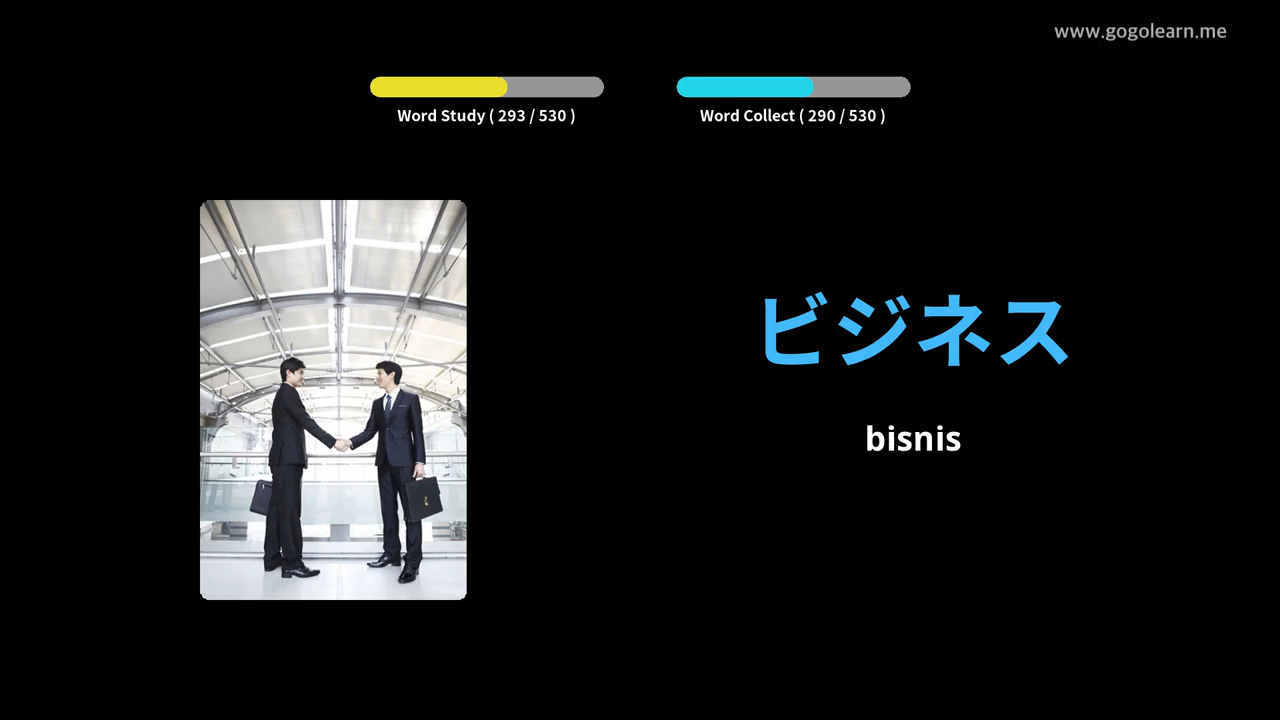 www.gogolearn.me
Word Study ( 293 / 530 )
Word Collect ( 290 / 530 )
ビジネス
bisnis